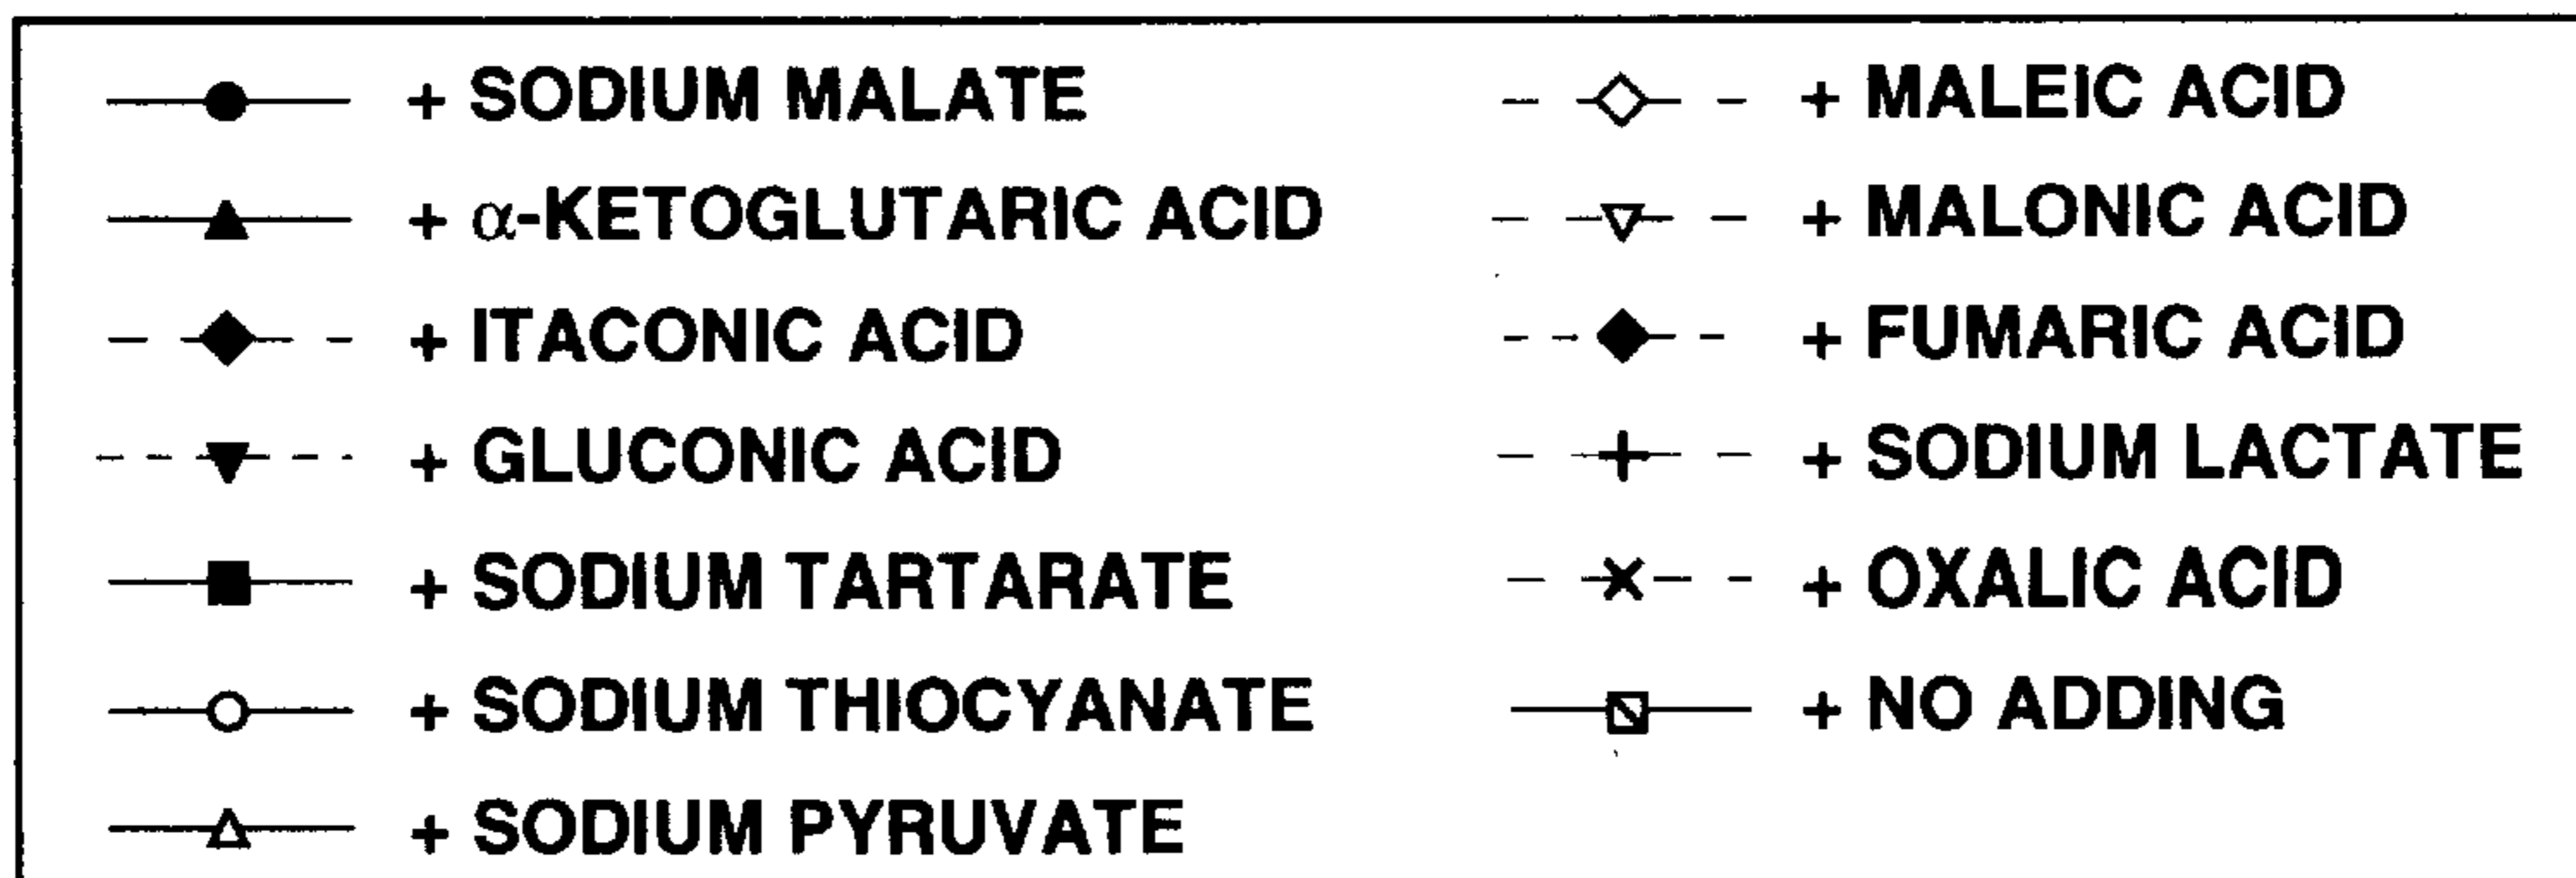 + SODIUM MALATE
+ α-KETOGLUTARIC ACID
+ ITACONIC ACID
+ GLUCONIC ACID
+ SODIUM TARTARATE
+ SODIUM THIOCYANATE
+ SODIUM PYRUVATE
+ MALEIC ACID
+ MALONIC ACID
+ FUMARIC ACID
+ SODIUM LACTATE
+ OXALIC ACID
+ NO ADDING